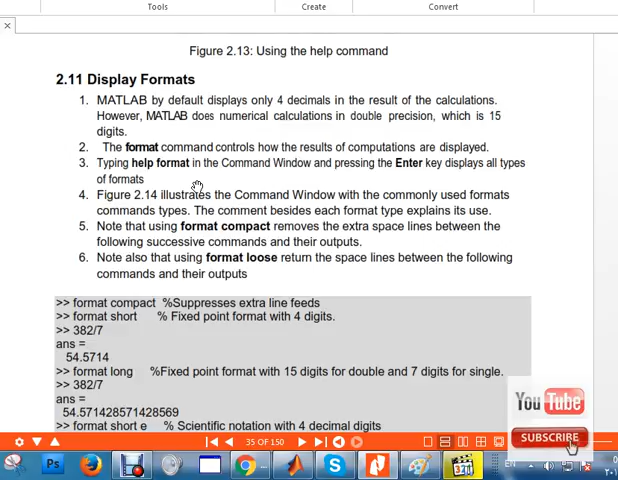 Tools Create Convert
Figure 2.13: Using the help command
2.11 Display Formats
1. MATLAB by default displays only 4 decimals in the result of the calculations.
However, MATLAB does numerical calculations in double precision, which is 15
digits.
2. The format command controls how the results of computations are displayed.
3. Typing help format in the Command Window and pressing the Enter key displays all types
of formats
4. Figure 2.14 illustrates the Command Window with the commonly used formats
commands types. The comment besides each format type explains its use.
5. Note that using format compact removes the extra space lines between the
following successive commands and their outputs.
6. Note also that using format loose return the space lines between the following
commands and their outputs
>> format compact %Suppresses extra line feeds
>> format short % Fixed point format with 4 digits.
>> 382/7
ans =
54.5714
>> format long %Fixed point format with 15 digits for double and 7 digits for single.
>> 382/7
ans =
54.571428571428569
>> format short e % Scientific notation with 4 decimal digits
You Tube
SUBSCRIBE
35 OF 150
Ps
S
EN